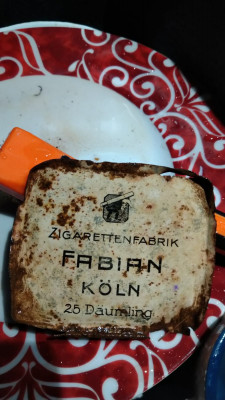 ZIGARETTENFABRIK
FABIAN
KÖLN
25 Däumling